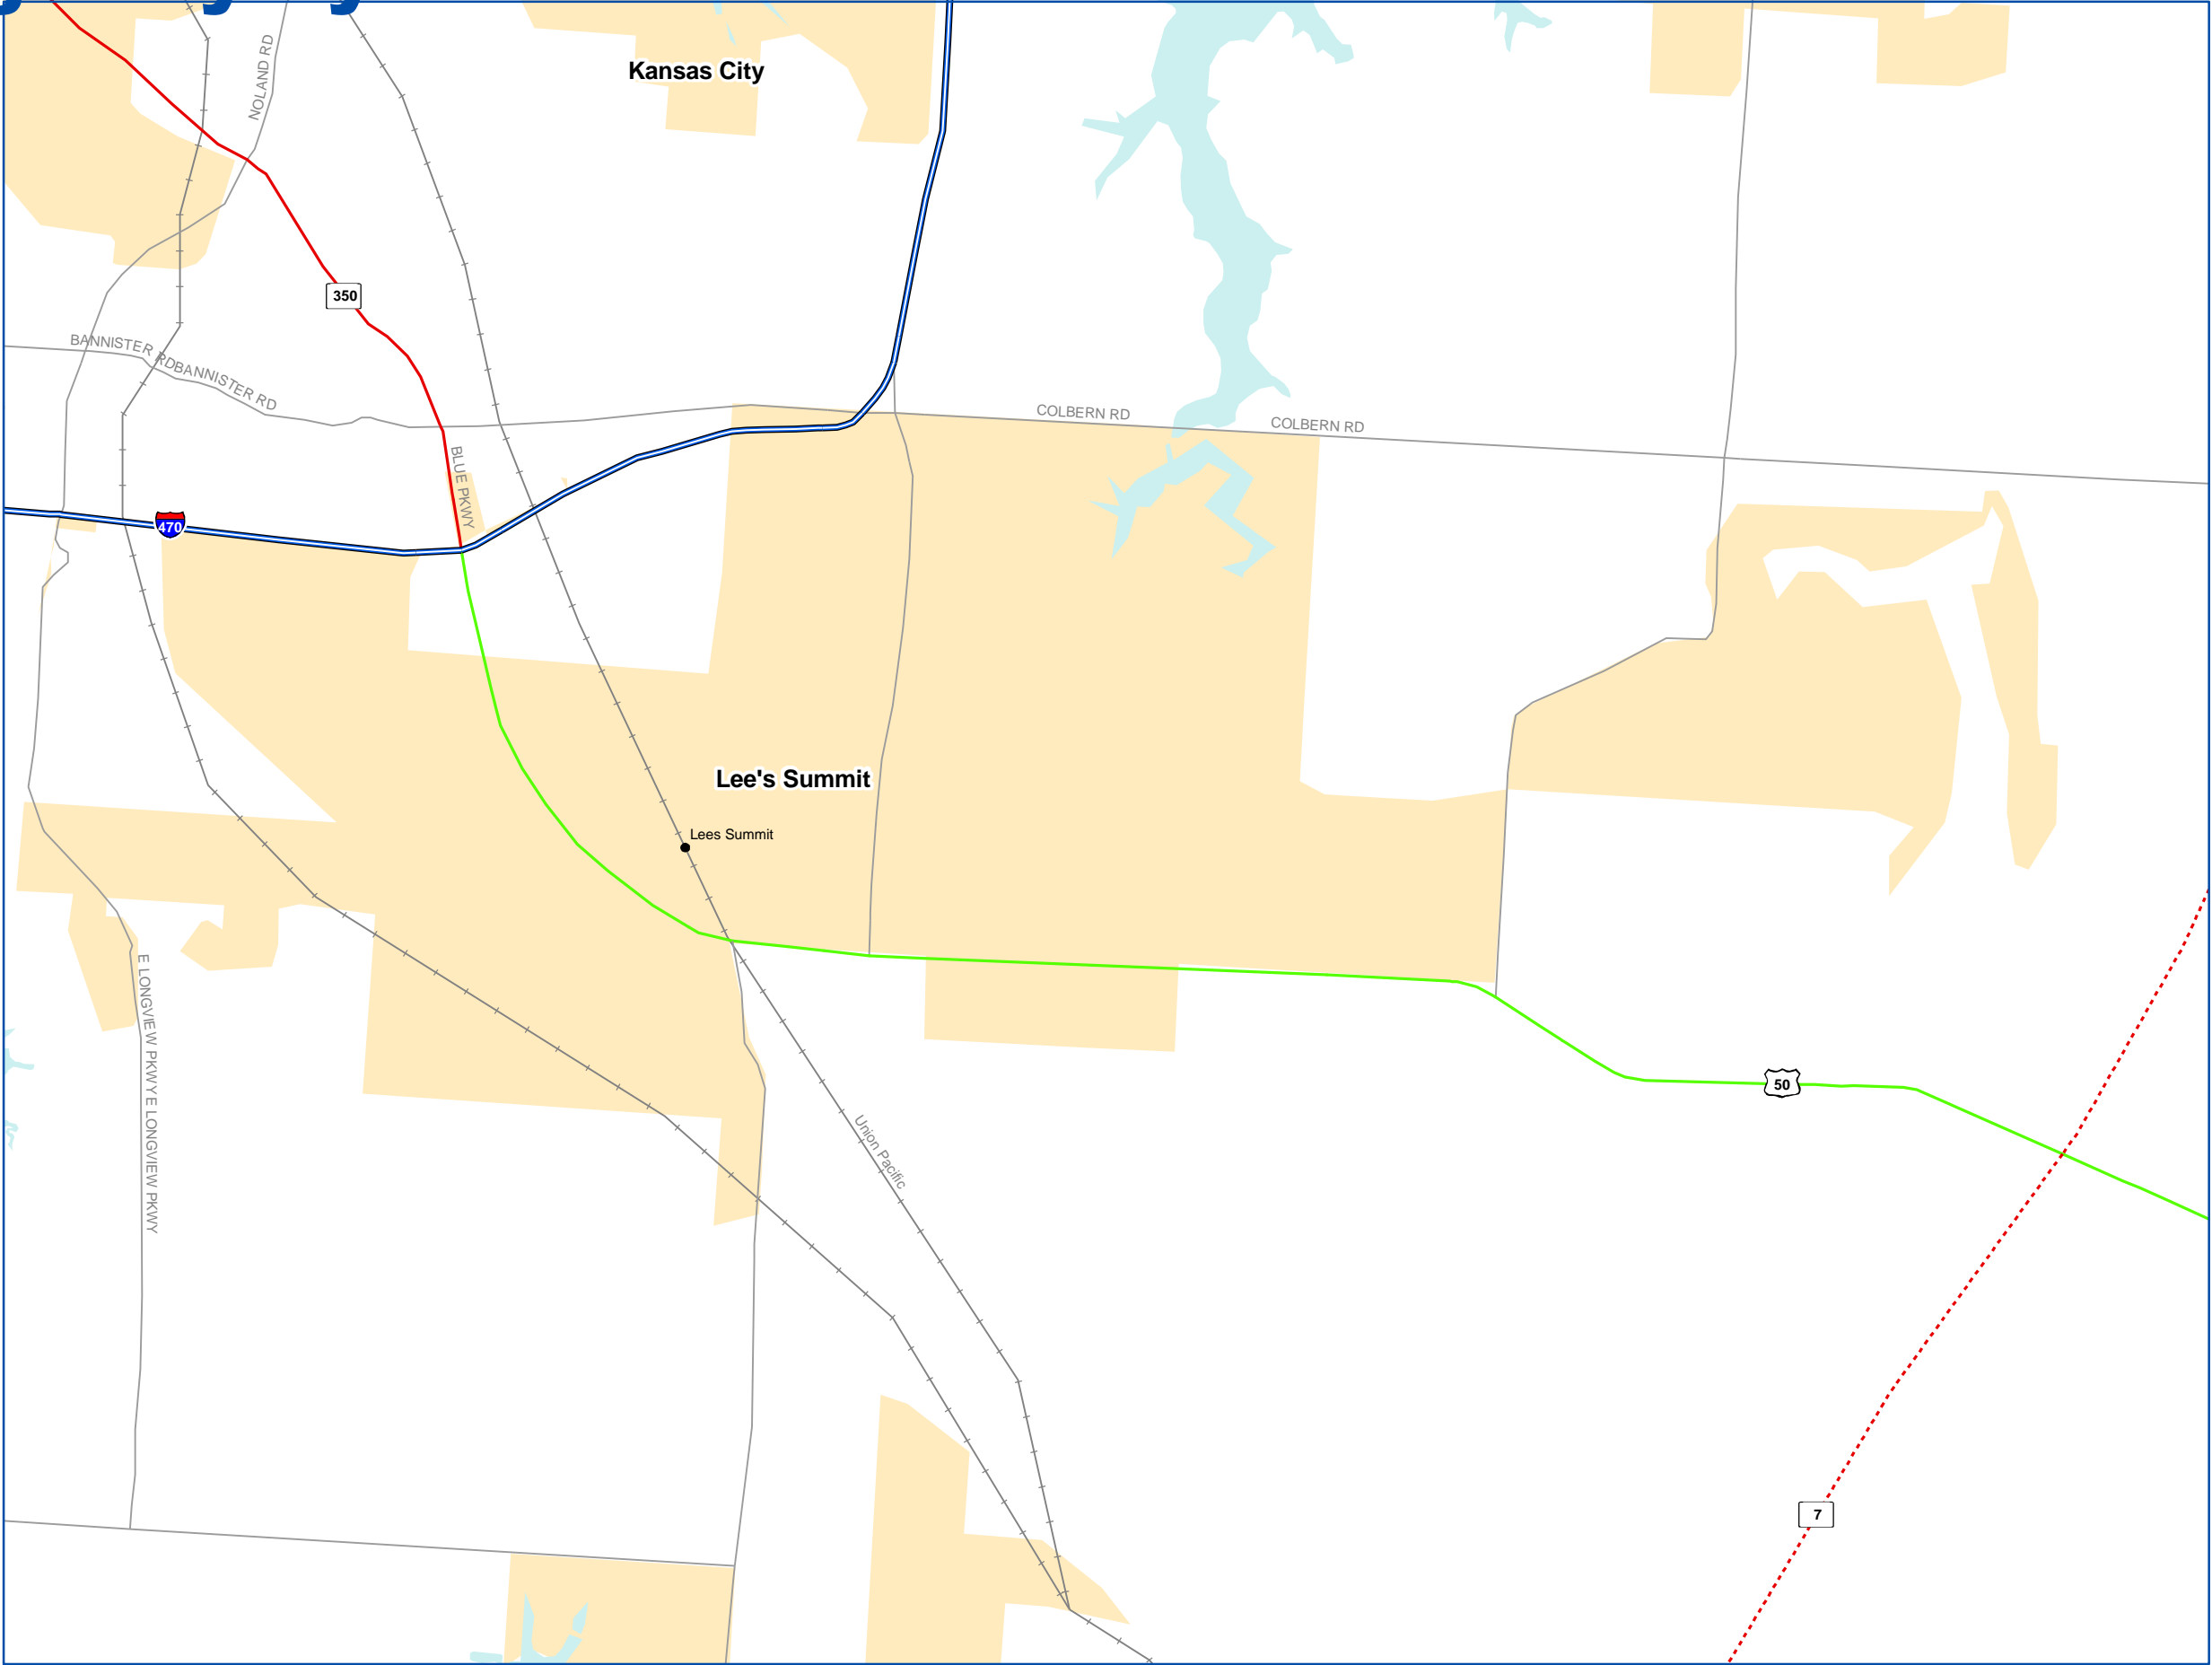 NOLAND RD
Kansas City
350
BANNISTER RD
BANNISTER RD
COLBERN RD
COLBERN RD
BLUE PKWY
470
Lee's Summit
Lees Summit
E LONGVIEW PKWY
E LONGVIEW PKWY
50
Union Pacific
7